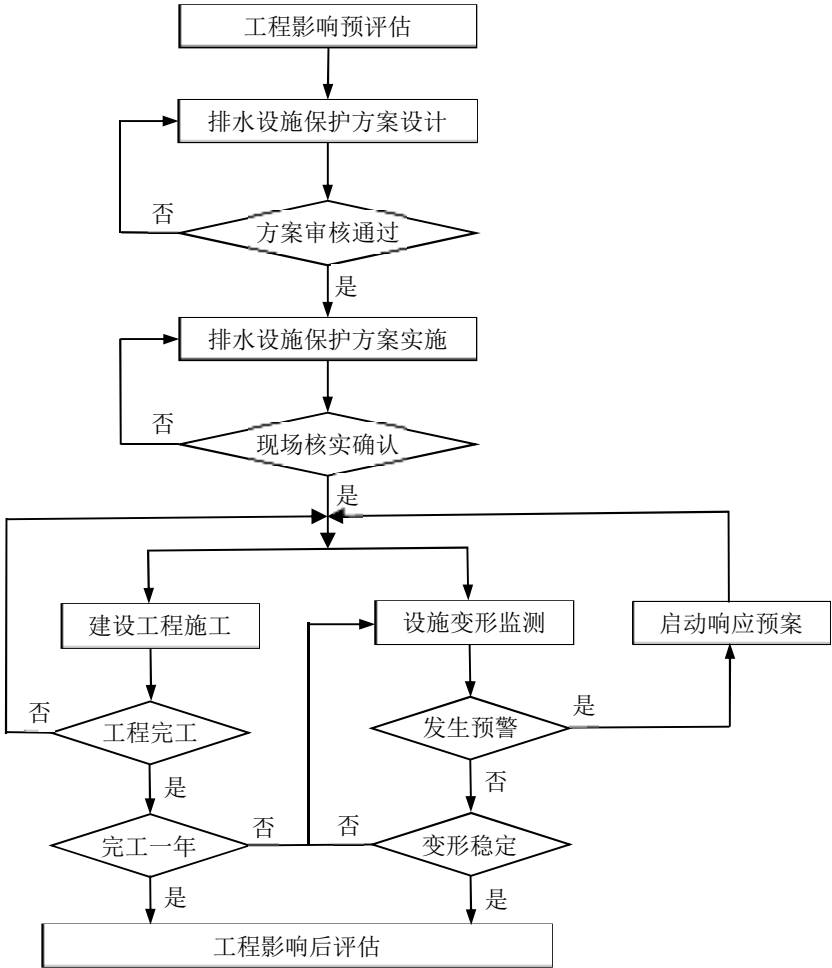 工程影响预评估
排水设施保护方案设计
否
方案审核通过
是
排水设施保护方案实施
否
现场核实确认
是
建设工程施工
设施变形监测
启动响应预案
否
工程完工
发生预警
是
是
否
完工一年
否
否
变形稳定
是
是
工程影响后评估